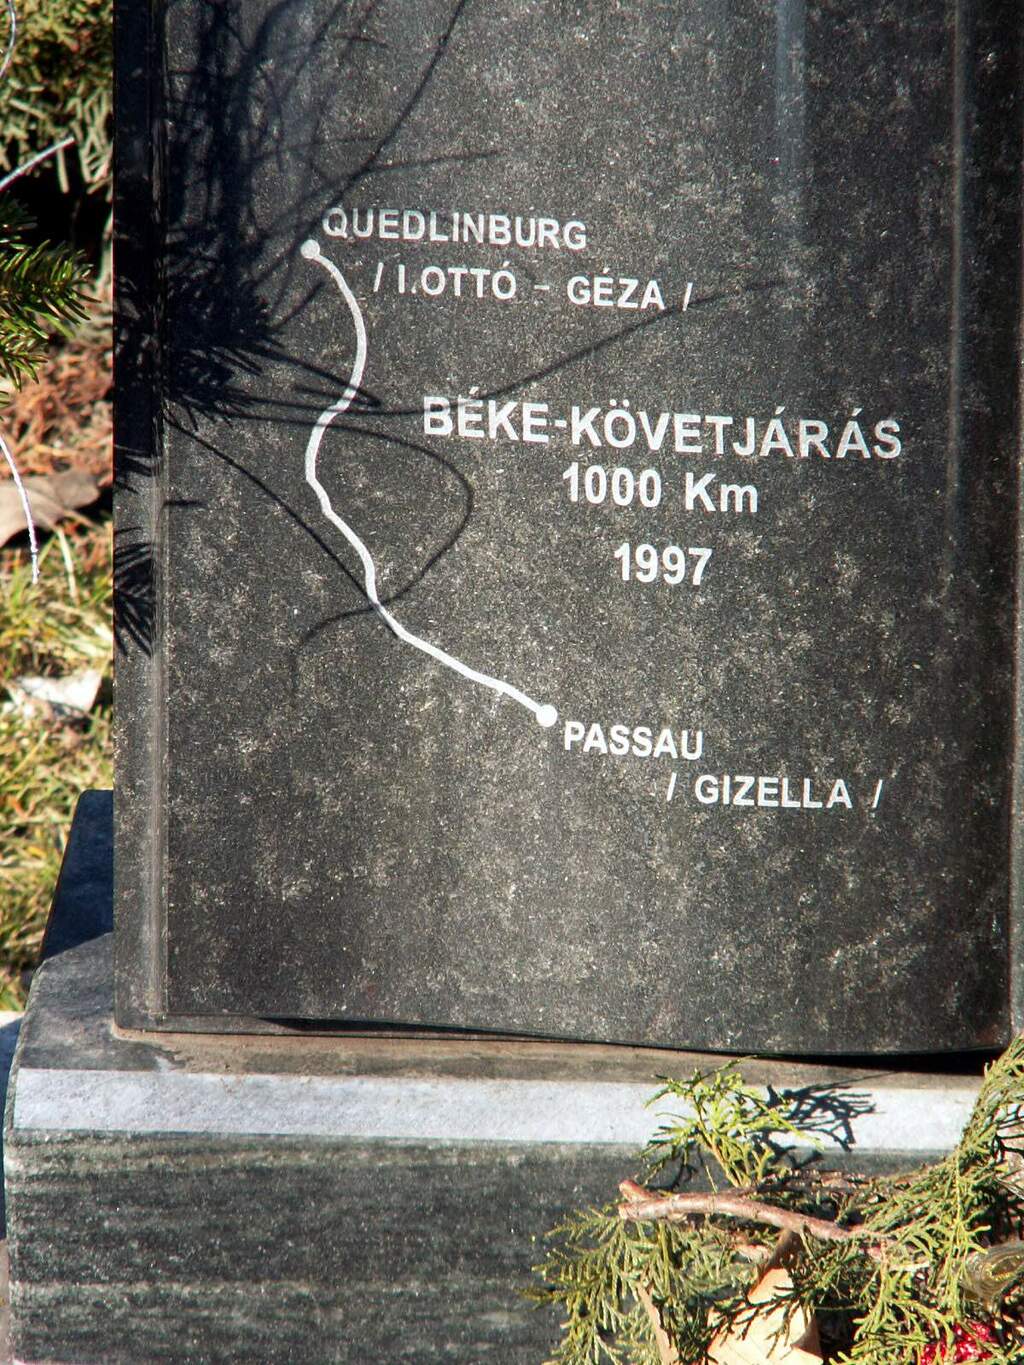 QUEDLINBURG
/ I.OTTÓ - GÉZA /
BÉKE-KÖVETJÁRÁS
1000 Km
1997
PASSAU
/ GIZELLA /